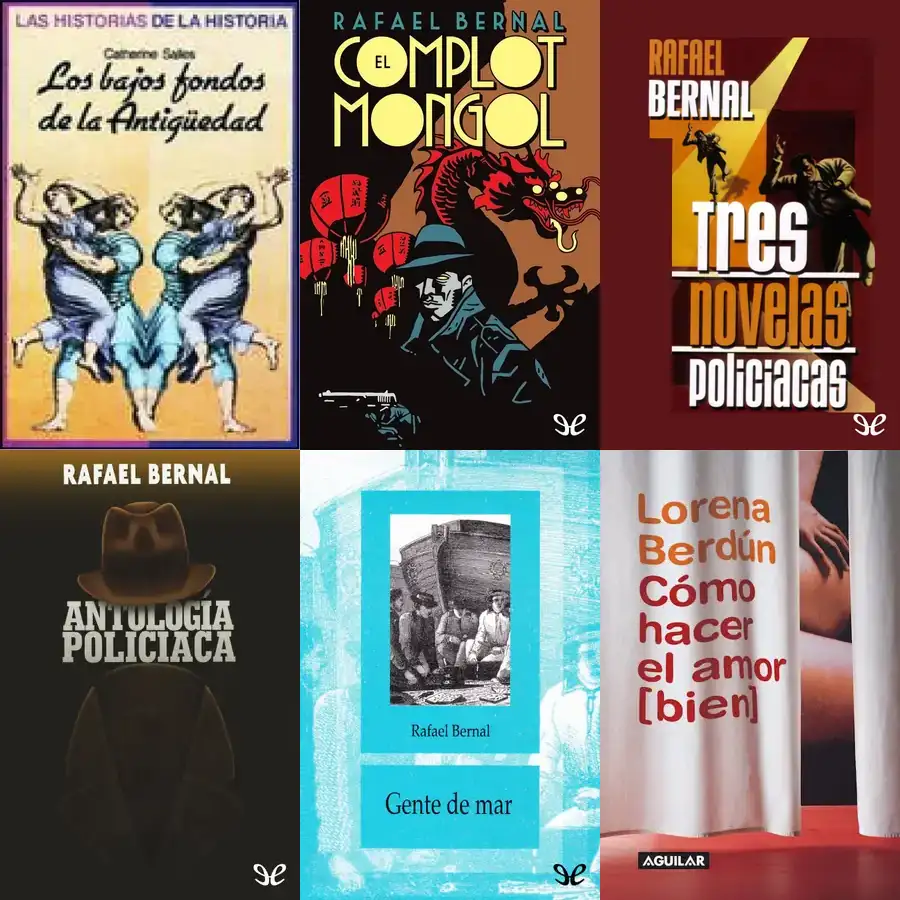 LAS HISTORIAS DE LA HISTORIA
Catherine Salles
Los bajos fondos
de la Antigüedad
RAFAEL BERNAL
EL
COMPLOT
MONGOL
RAFAEL
BERNAL
Tres
novelas
policiacas
RAFAEL BERNAL
ANTOLOGÍA
POLICIACA
Rafael Bernal
Gente de mar
Lorena
Berdún
Cómo
hacer
el amor
[bien]
AGUILAR